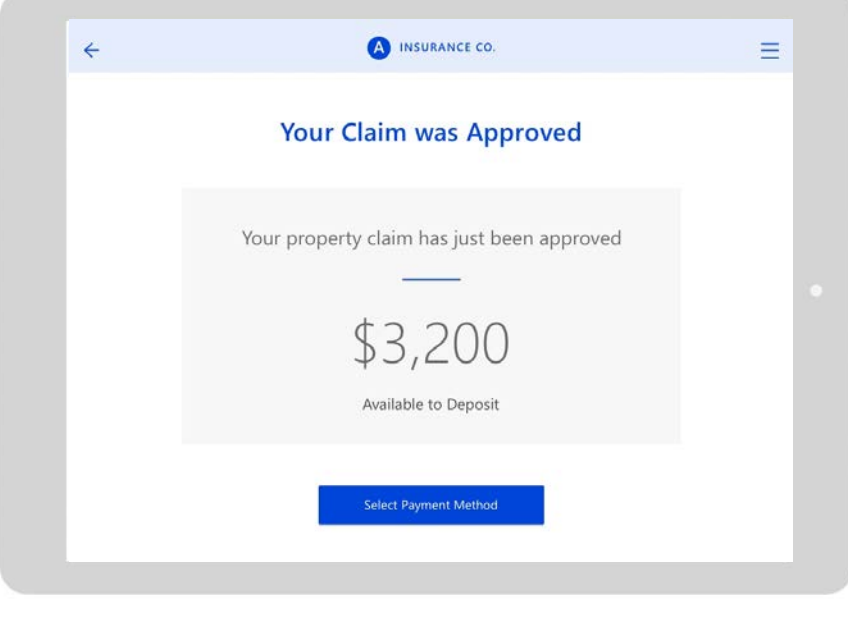 A INSURANCE CO.
Your Claim was Approved
Your property claim has just been approved
$3,200
Available to Deposit
Select Payment Method